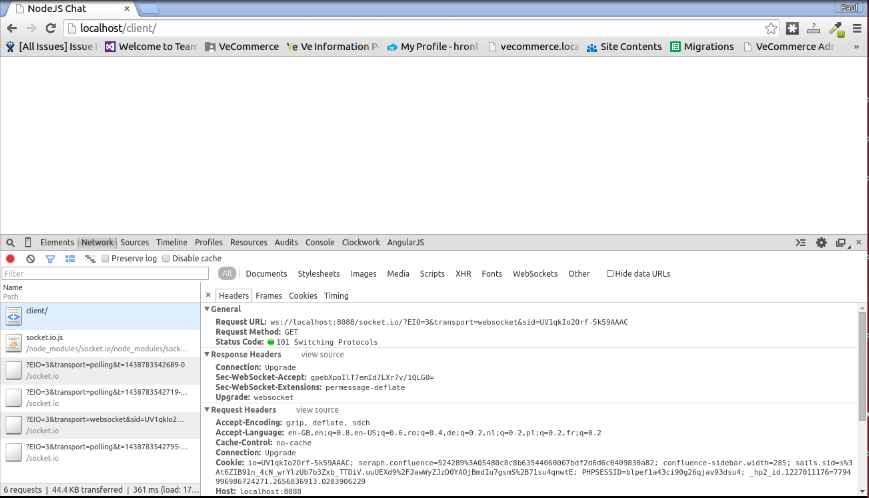 NodeJS Chat
Paul
localhost/client/
[All Issues] Issue Welcome to Team VeCommerce Ve Information P My Profile - hronl vecommerce.loca Site Contents Migrations VeCommerce Adr »
Elements Network Sources Timeline Profiles Resources Audits Console Clockwork AngularJS
Preserve log Disable cache
Filter All Documents Stylesheets Images Media Scripts XHR Fonts WebSockets Other Hide data URLs
Name
Path
client/
socket.io.js
/node_modules/socket.io/node_modules/sock...
?EIO=3&transport=polling&t=1438783542689-0
/socket.io
?EIO=3&transport=polling&t=1438783542719-...
/socket.io
?EIO=3&transport=websocket&sid=UV1qkIo2...
/socket.io
?EIO=3&transport=polling&t=1438783542795-...
/socket.io
6 requests | 44.4 KB transferred | 361 ms (load: 17...
× Headers Frames Cookies Timing
General
Request URL: ws://localhost:8088/socket.io/?EIO=3&transport=websocket&sid=UV1qkIo2Orf-5k59AAAC
Request Method: GET
Status Code: 101 Switching Protocols
Response Headers view source
Connection: Upgrade
Sec-WebSocket-Accept: gpebXpoIlT7emId7LXr7v/1QLG0=
Sec-WebSocket-Extensions: permessage-deflate
Upgrade: websocket
Request Headers view source
Accept-Encoding: gzip, deflate, sdch
Accept-Language: en-GB,en;q=0.8,en-US;q=0.6,ro;q=0.4,de;q=0.2,nl;q=0.2,pl;q=0.2,fr;q=0.2
Cache-Control: no-cache
Connection: Upgrade
Cookie: io=UV1qkIo2Orf-5k59AAAC; seraph.confluence=524289%3A05480c8c8b63544060067bdf2d6d6c0409830a82; confluence-sidebar.width=285; sails.sid=s%3
At6ZIB91n_4cN_wrYlzUb7b3Zxb_TTDiV.uuUEXd9%2FJawWyZJzD0YAOjBmdIu7gsmS%2B71su4qnwtE; PHPSESSID=blpef1a43ci90g26qjav93dsu4; _hp2_id.1227011176=7794
996986724271.2656836913.0203906229
Host: localhost:8088